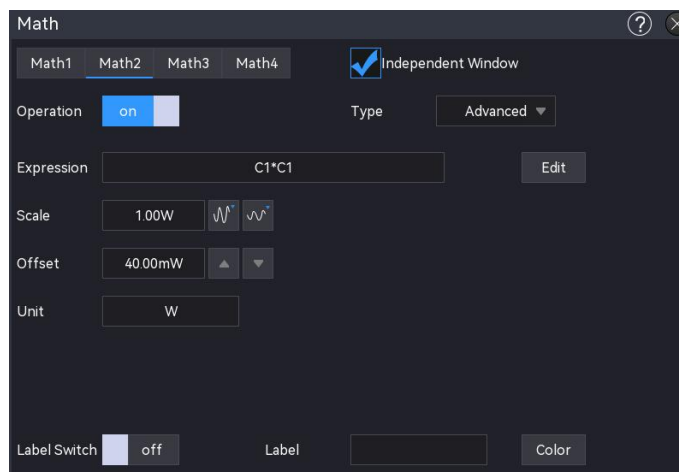 Math
Math1 Math2 Math3 Math4 Independent Window
Operation on Type Advanced
Expression C1*C1 Edit
Scale 1.00W
Offset 40.00mW
Unit W
Label Switch off Label Color